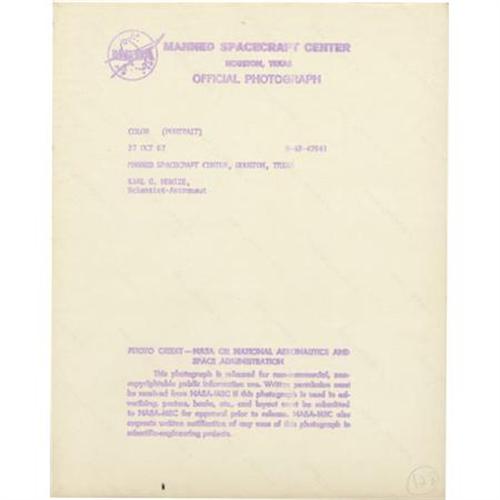 NASA
MANNED SPACECRAFT CENTER
HOUSTON, TEXAS
OFFICIAL PHOTOGRAPH
COLOR (PORTRAIT)
27 OCT 67
MANNED SPACECRAFT CENTER, HOUSTON, TEXAS
KARL G. HENIZE,
Scientist-Astronaut
PHOTO CREDIT—NASA OR NATIONAL AERONAUTICS AND
SPACE ADMINISTRATION
This photograph is released for non-commercial, non-
copyrightable public information use. Written permission must
be received from NASA-MSC if this photograph is used in ad-
vertising, posters, books, etc., and layout must be submitted
to NASA-MSC for approval prior to release. NASA-MSC also
requests written notification of any uses of this photograph in
scientific-engineering projects.